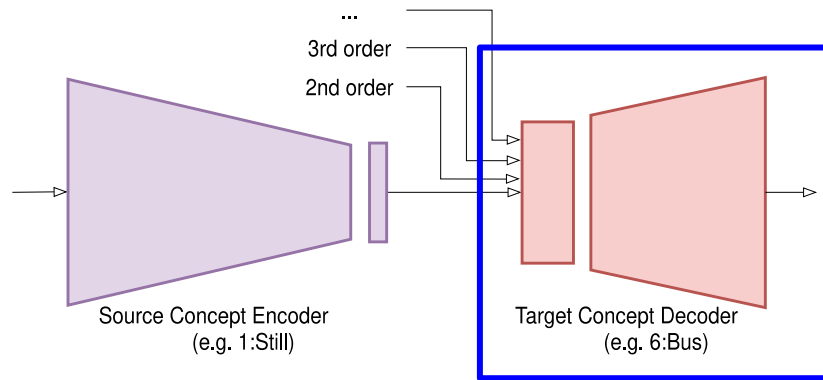 ...
3rd order
2nd order
Source Concept Encoder
(e.g. 1:Still)
Target Concept Decoder
(e.g. 6:Bus)